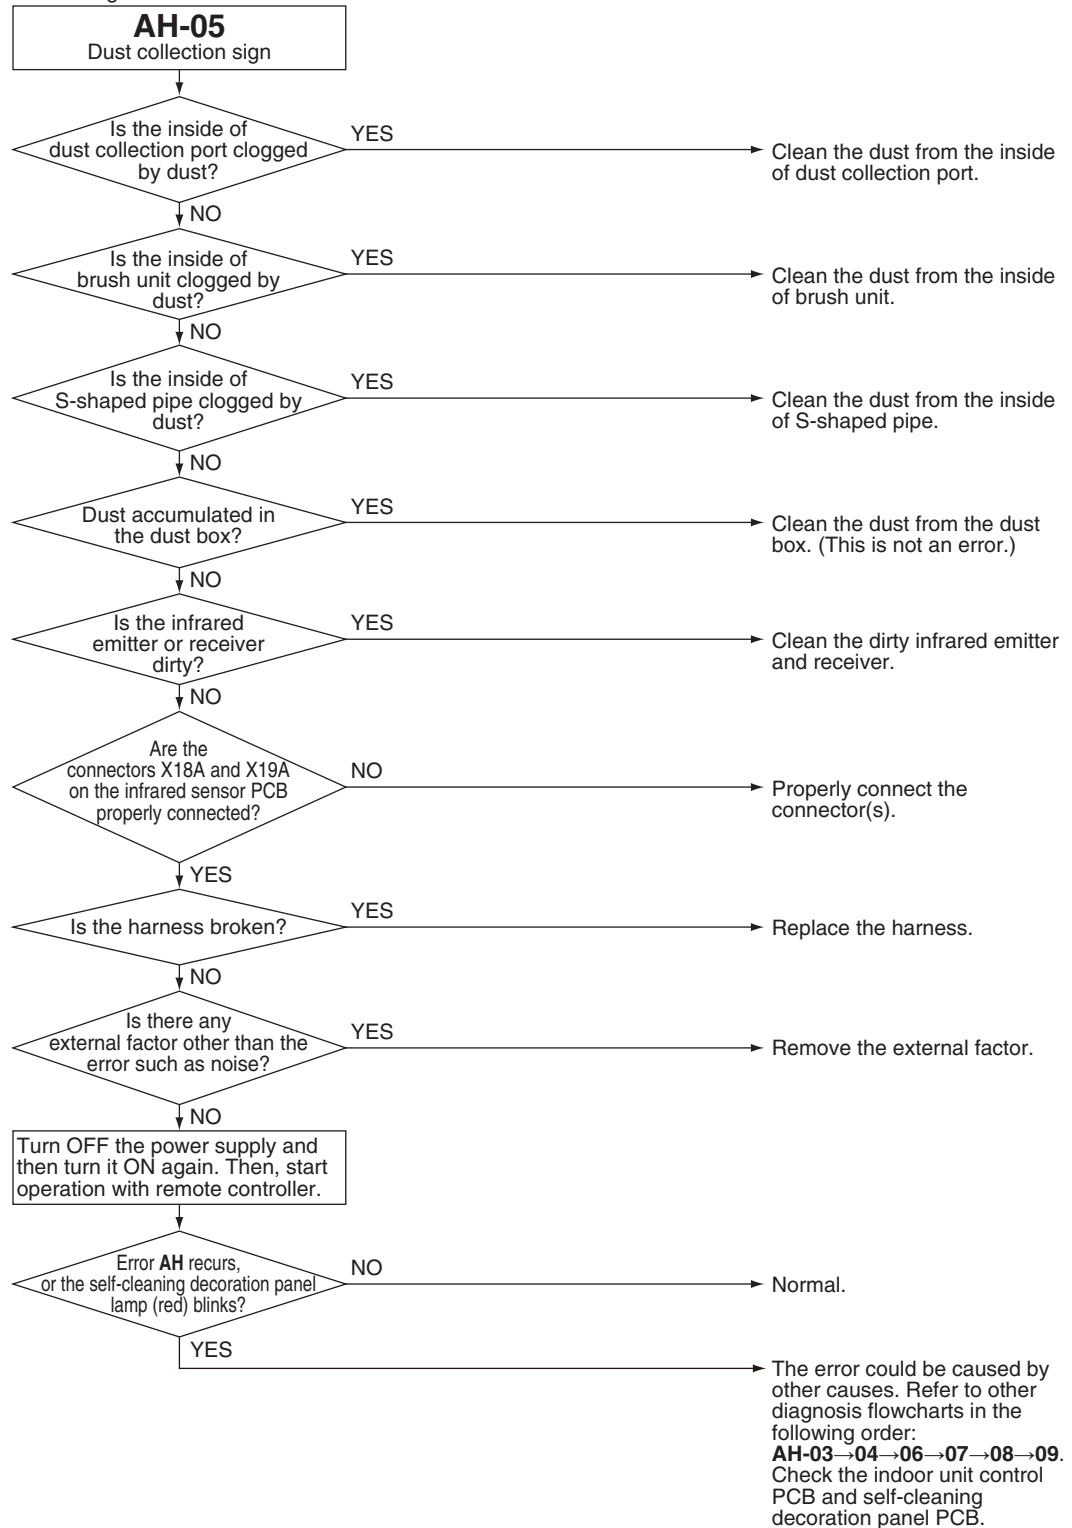 AH-05
Dust collection sign
Is the inside of
dust collection port clogged
by dust?
YES
Clean the dust from the inside
of dust collection port.
NO
Is the inside of
brush unit clogged by
dust?
YES
Clean the dust from the inside
of brush unit.
NO
Is the inside of
S-shaped pipe clogged by
dust?
YES
Clean the dust from the inside
of S-shaped pipe.
NO
Dust accumulated in
the dust box?
YES
Clean the dust from the dust
box. (This is not an error.)
NO
Is the infrared
emitter or receiver
dirty?
YES
Clean the dirty infrared emitter
and receiver.
NO
Are the
connectors X18A and X19A
on the infrared sensor PCB
properly connected?
NO
Properly connect the
connector(s).
YES
Is the harness broken?
YES
Replace the harness.
NO
Is there any
external factor other than the
error such as noise?
YES
Remove the external factor.
NO
Turn OFF the power supply and
then turn it ON again. Then, start
operation with remote controller.
Error AH recurs,
or the self-cleaning decoration panel
lamp (red) blinks?
NO
Normal.
YES
The error could be caused by
other causes. Refer to other
diagnosis flowcharts in the
following order:
AH-03→04→06→07→08→09.
Check the indoor unit control
PCB and self-cleaning
decoration panel PCB.